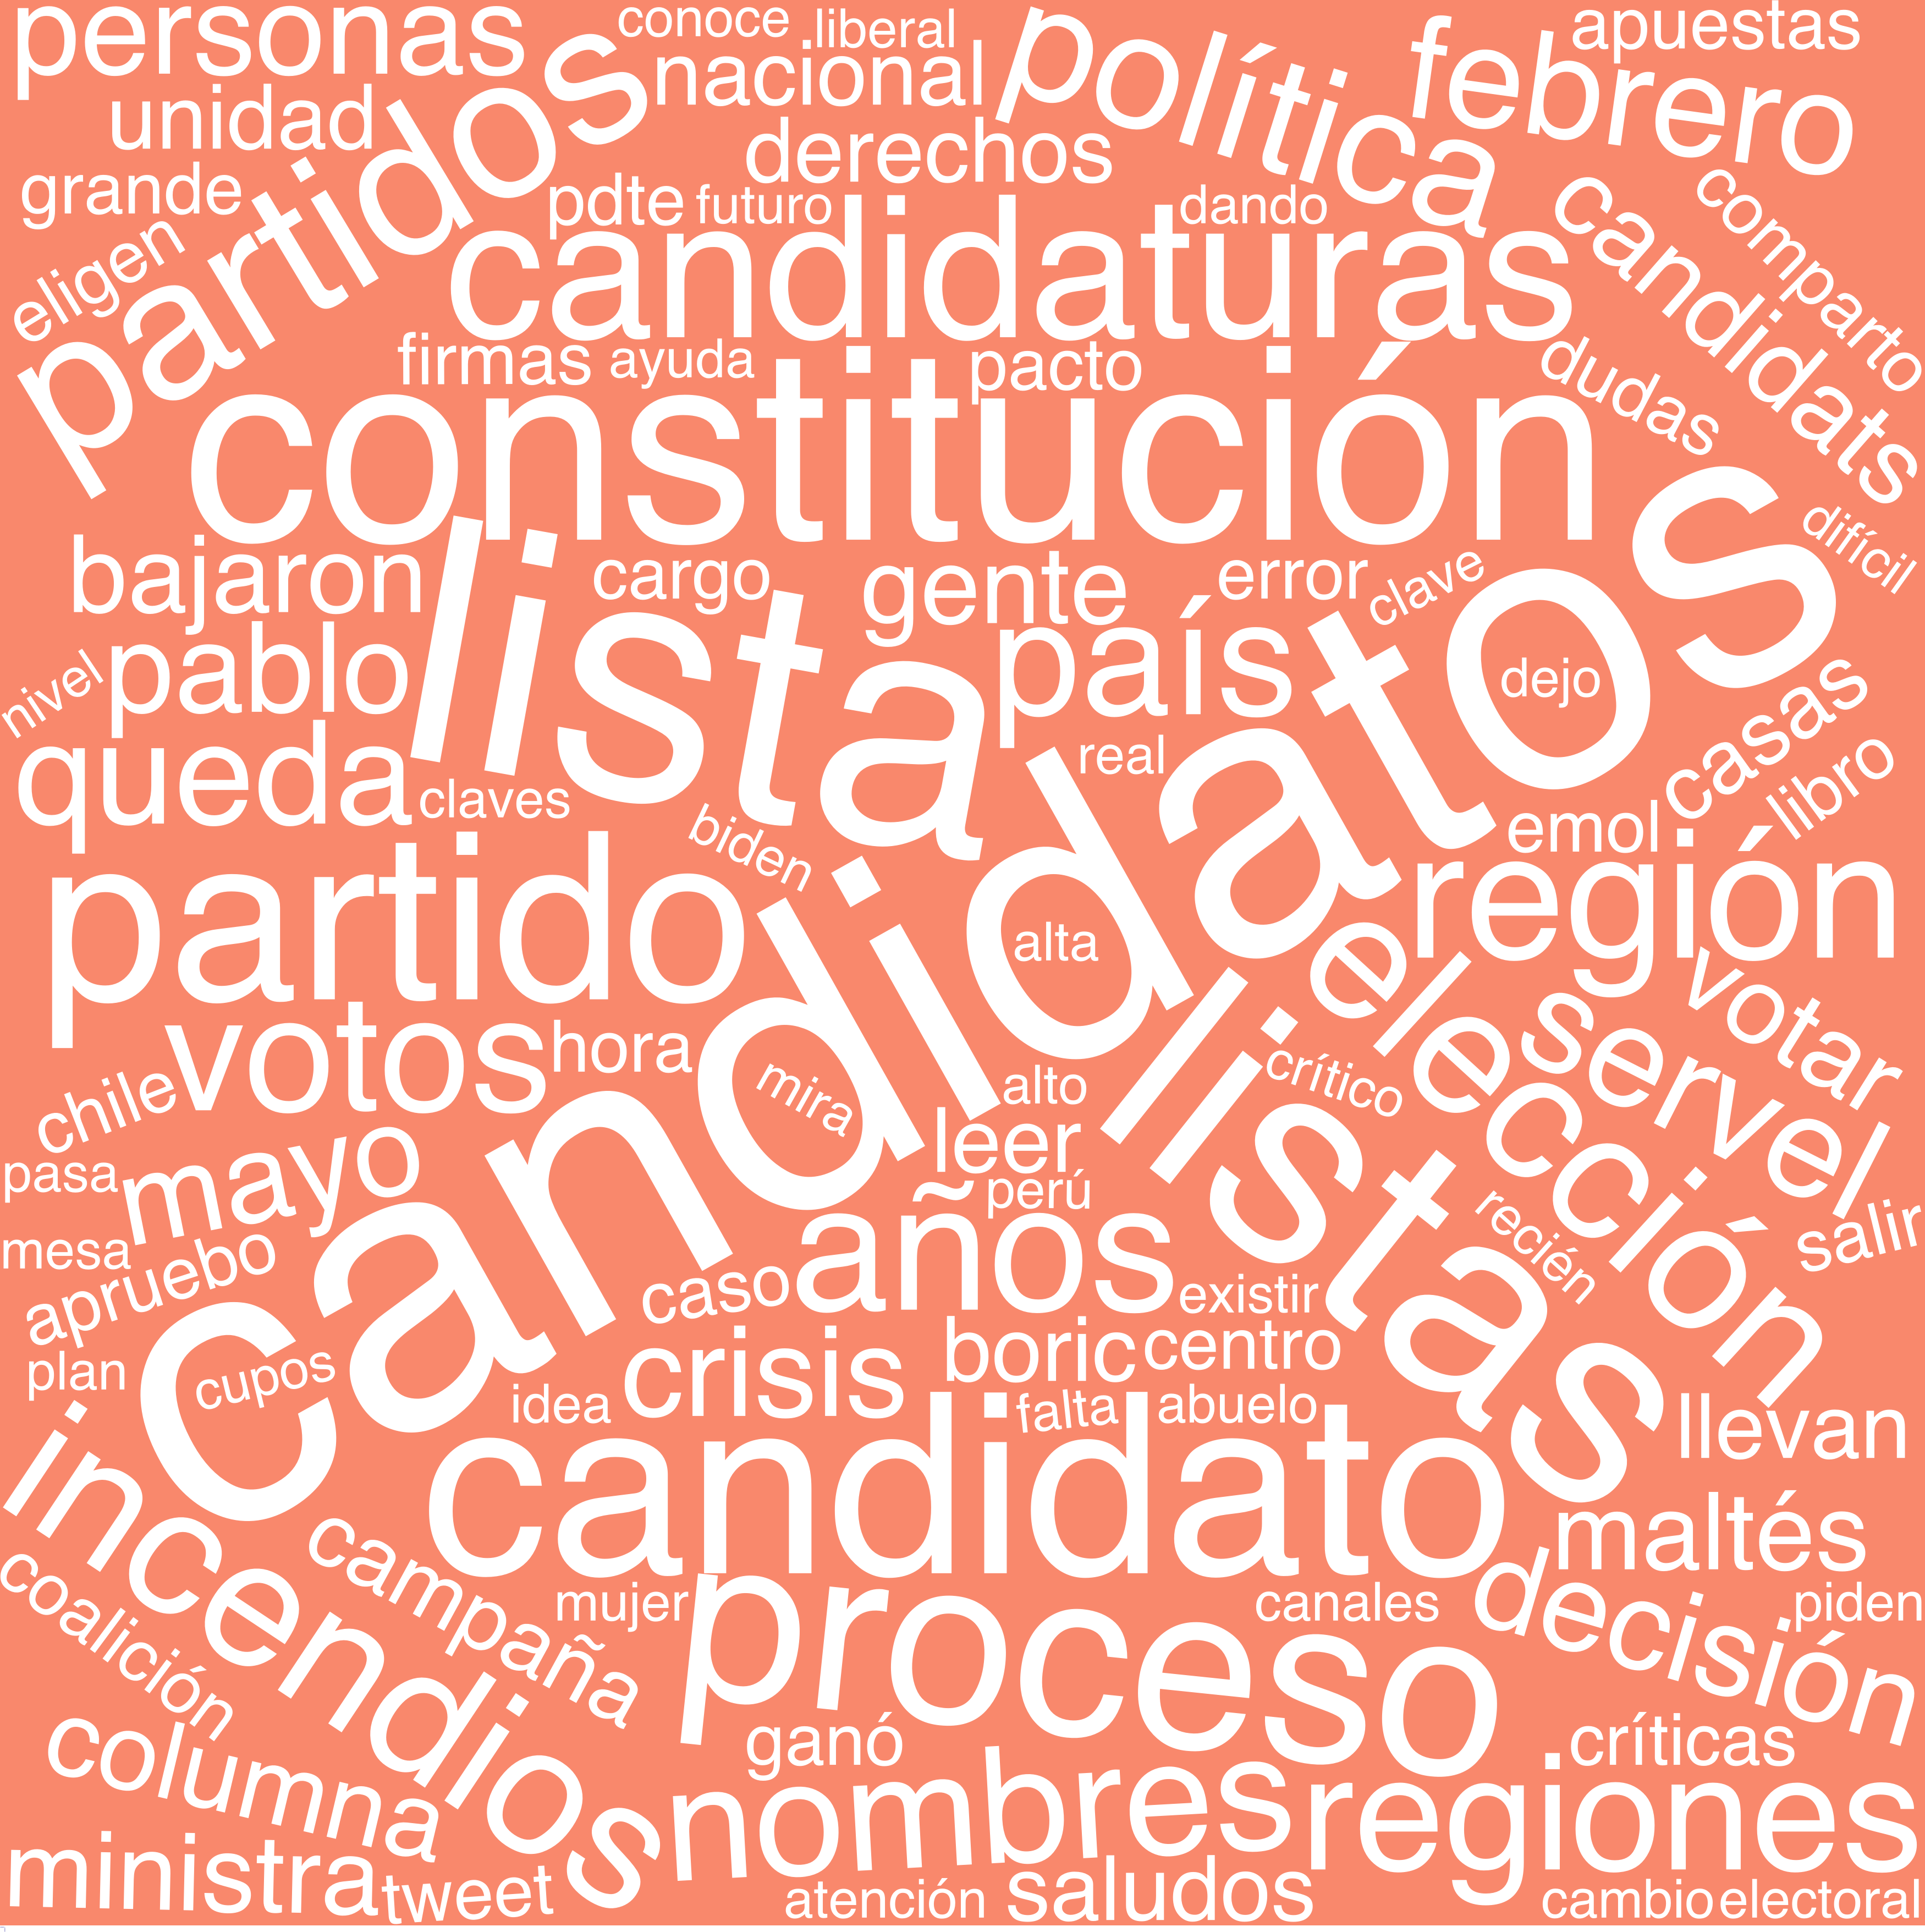 personas
conoce
liberal
apuestas
nacional
política
febrero
unidad
partidos
derechos
grande
pdte
futuro
dando
candidats
comparto
eligen
candidaturas
firmas
ayuda
pacto
dudas
constitución
bajaron
lista
cargo
gente
error
clave
candidatos
difícil
nivel
pablo
país
dejo
queda
claves
real
casas
libro
biden
emol
partido
región
alta
votos
hora
listas
elección
servel
votar
chile
mira
alto
crítico
pasa
mayo
leer
perú
recién
mesa
apruebo
años
salir
caso
existir
plan
cupos
crisis
boric
centro
idea
falta
abuelo
llevan
incendios
candidato
maltés
coalición
campaña
mujer
proceso
canales
decisión
piden
columna
ganó
críticas
nombres
regiones
ministra
tweet
atención
saludos
cambio
electoral